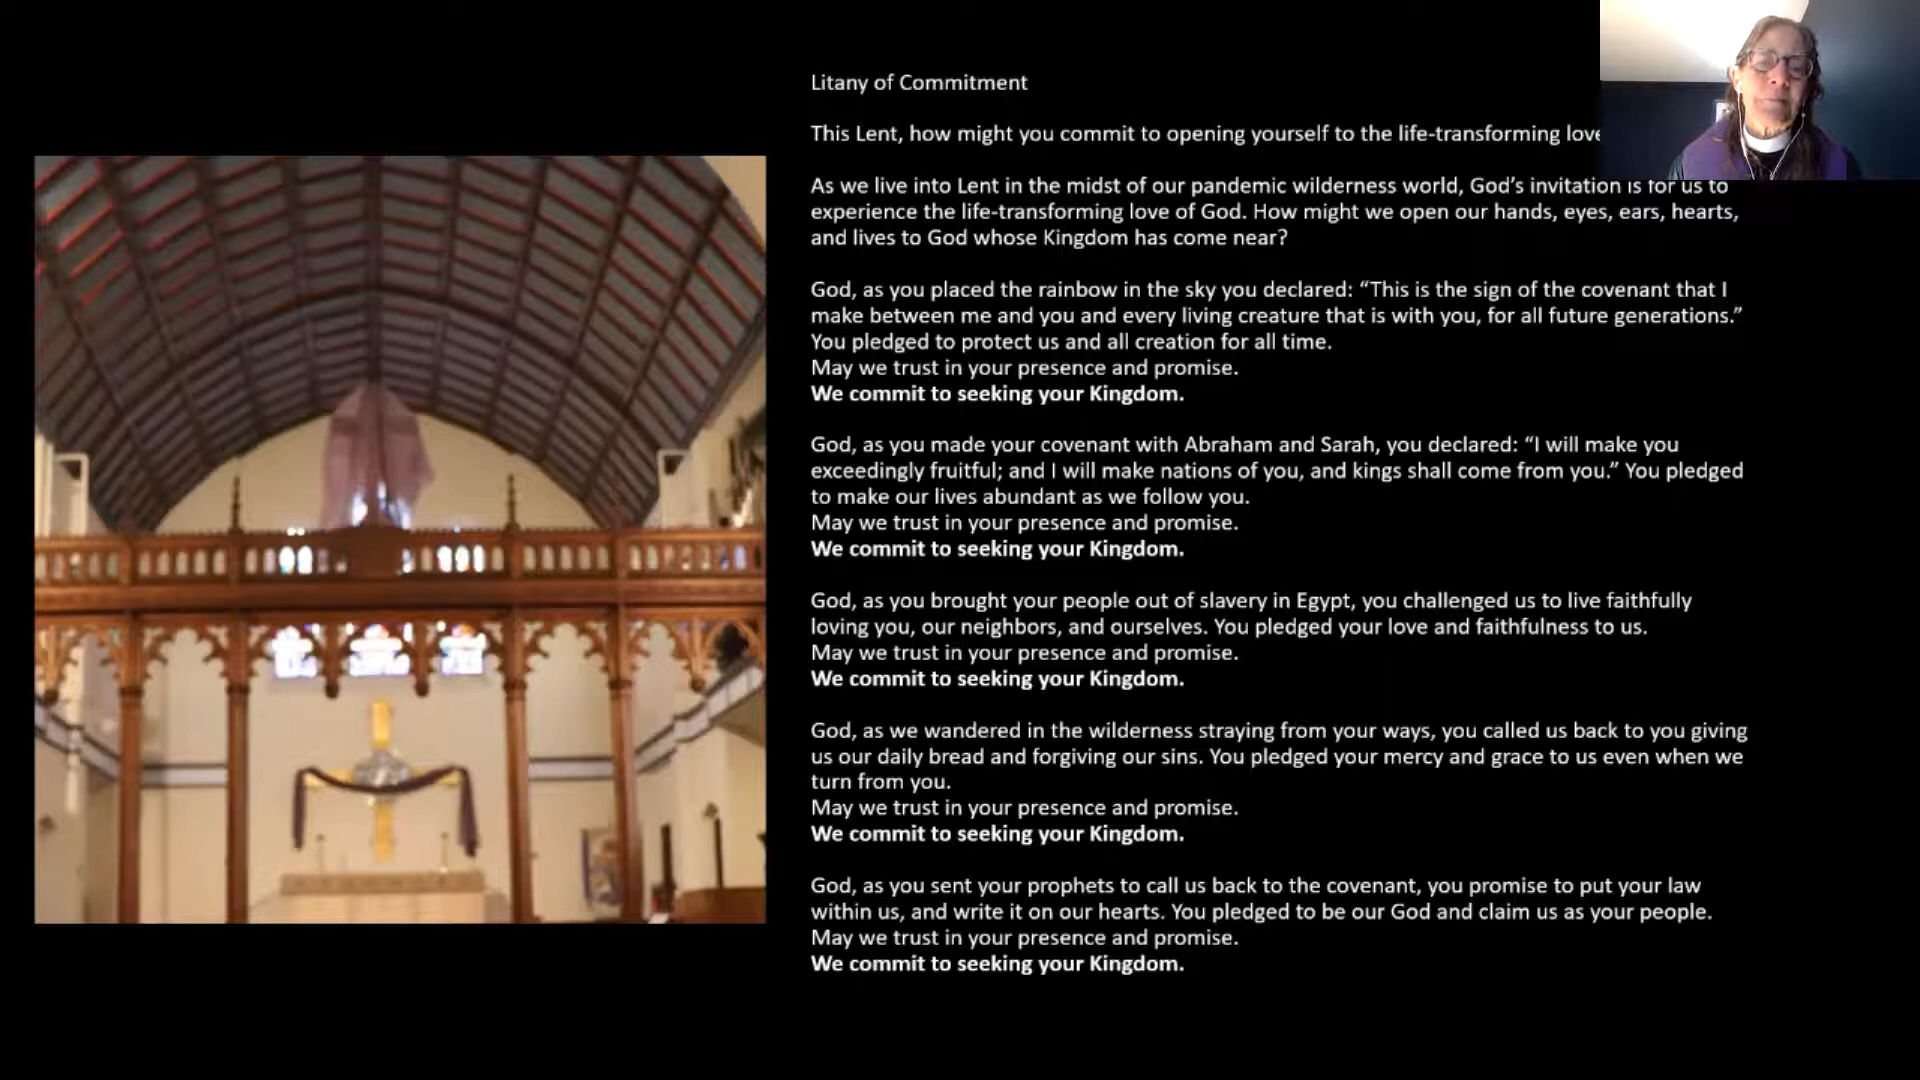 Litany of Commitment
This Lent, how might you commit to opening yourself to the life-transforming love
As we live into Lent in the midst of our pandemic wilderness world, God’s invitation is for us to
experience the life-transforming love of God. How might we open our hands, eyes, ears, hearts,
and lives to God whose Kingdom has come near?
God, as you placed the rainbow in the sky you declared: “This is the sign of the covenant that I
make between me and you and every living creature that is with you, for all future generations.”
You pledged to protect us and all creation for all time.
May we trust in your presence and promise.
We commit to seeking your Kingdom.
God, as you made your covenant with Abraham and Sarah, you declared: “I will make you
exceedingly fruitful; and I will make nations of you, and kings shall come from you.” You pledged
to make our lives abundant as we follow you.
May we trust in your presence and promise.
We commit to seeking your Kingdom.
God, as you brought your people out of slavery in Egypt, you challenged us to live faithfully
loving you, our neighbors, and ourselves. You pledged your love and faithfulness to us.
May we trust in your presence and promise.
We commit to seeking your Kingdom.
God, as we wandered in the wilderness straying from your ways, you called us back to you giving
us our daily bread and forgiving our sins. You pledged your mercy and grace to us even when we
turn from you.
May we trust in your presence and promise.
We commit to seeking your Kingdom.
God, as you sent your prophets to call us back to the covenant, you promise to put your law
within us, and write it on our hearts. You pledged to be our God and claim us as your people.
May we trust in your presence and promise.
We commit to seeking your Kingdom.